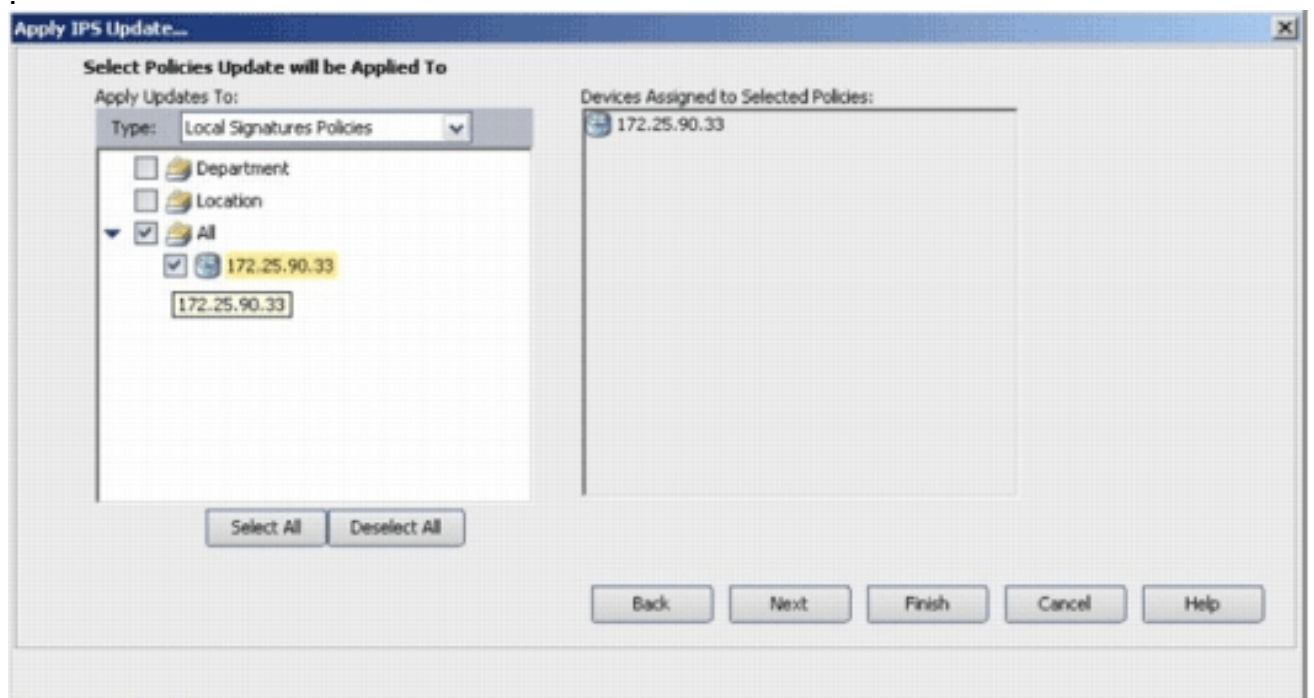 Apply IPS Update...
Select Policies Update will be Applied To
Apply Updates To:
Type: Local Signatures Policies
Department
Location
All
172.25.90.33
172.25.90.33
Select All Deselect All
Devices Assigned to Selected Policies:
172.25.90.33
Back Next Finish Cancel Help